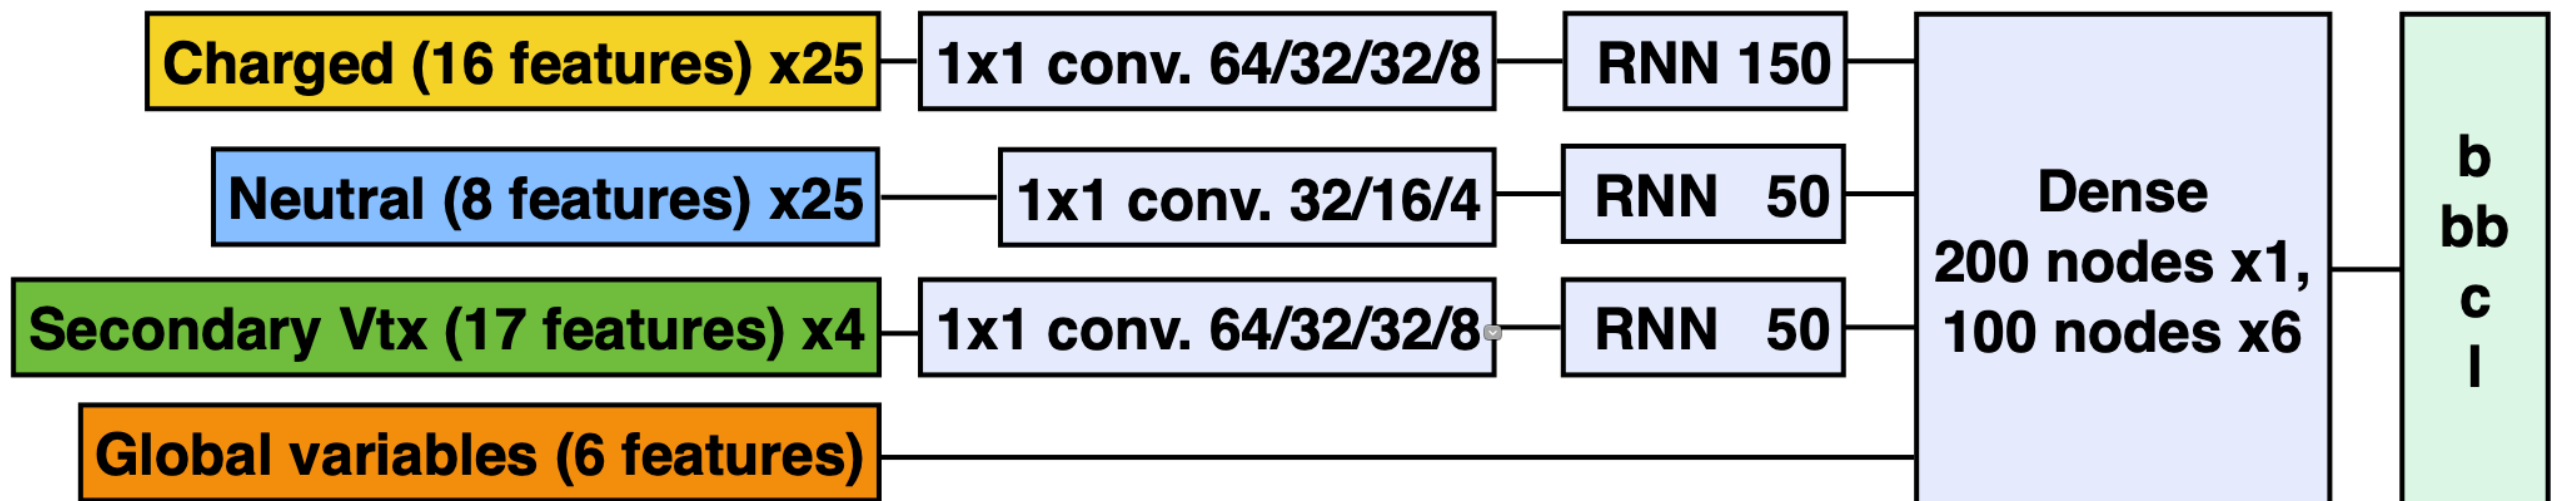 Charged (16 features) x25
1x1 conv. 64/32/32/8
RNN 150
Neutral (8 features) x25
1x1 conv. 32/16/4
RNN 50
Secondary Vtx (17 features) x4
1x1 conv. 64/32/32/8
RNN 50
Global variables (6 features)
Dense
200 nodes x1,
100 nodes x6
b
bb
c
l